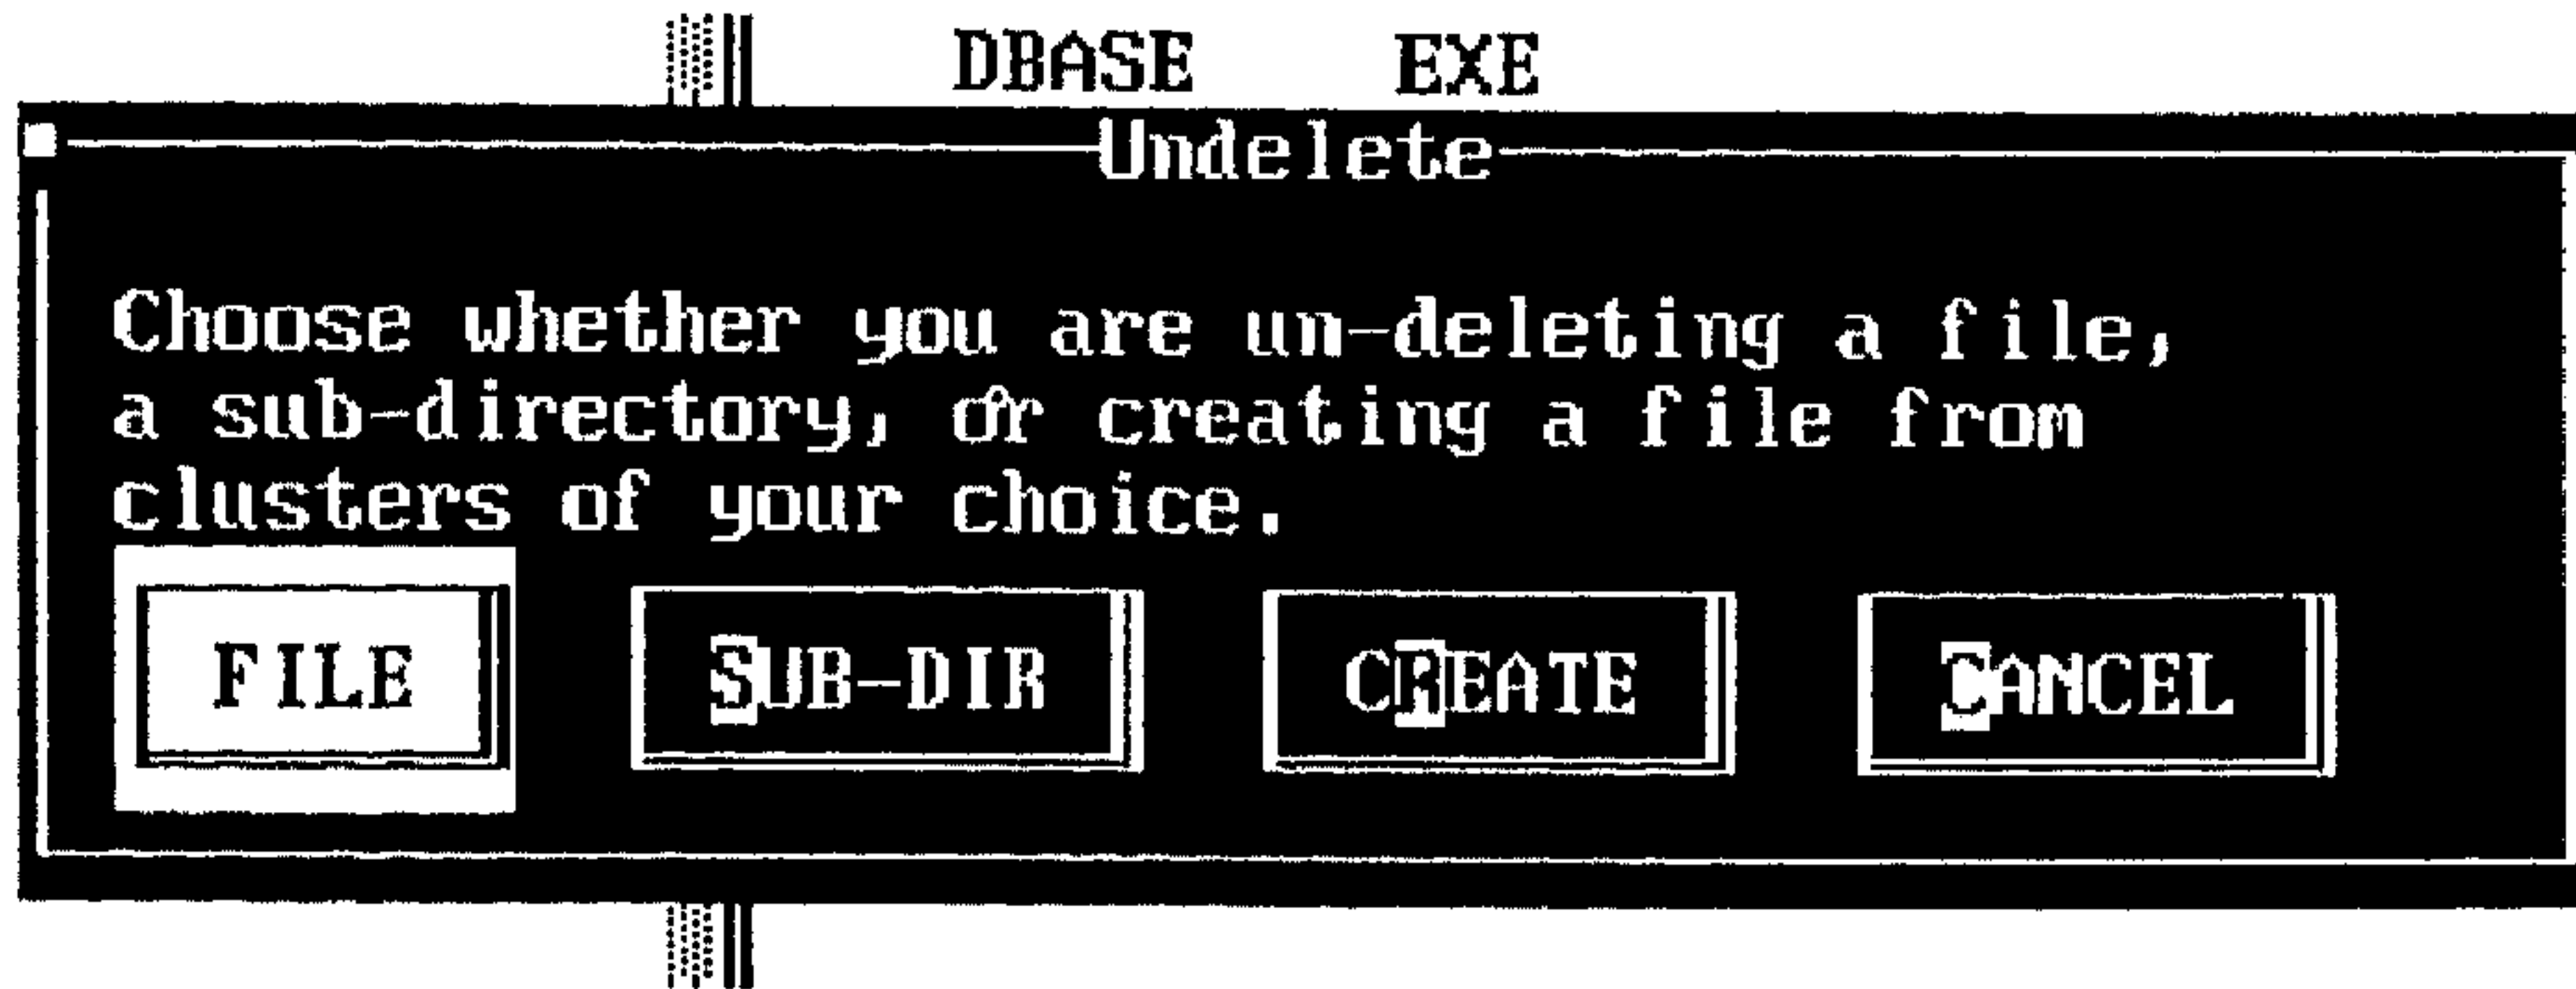 DBASE EXE
Undelete
Choose whether you are un-deleting a file,
a sub-directory, or creating a file from
clusters of your choice.
FILE SUB-DIR CREATE CANCEL